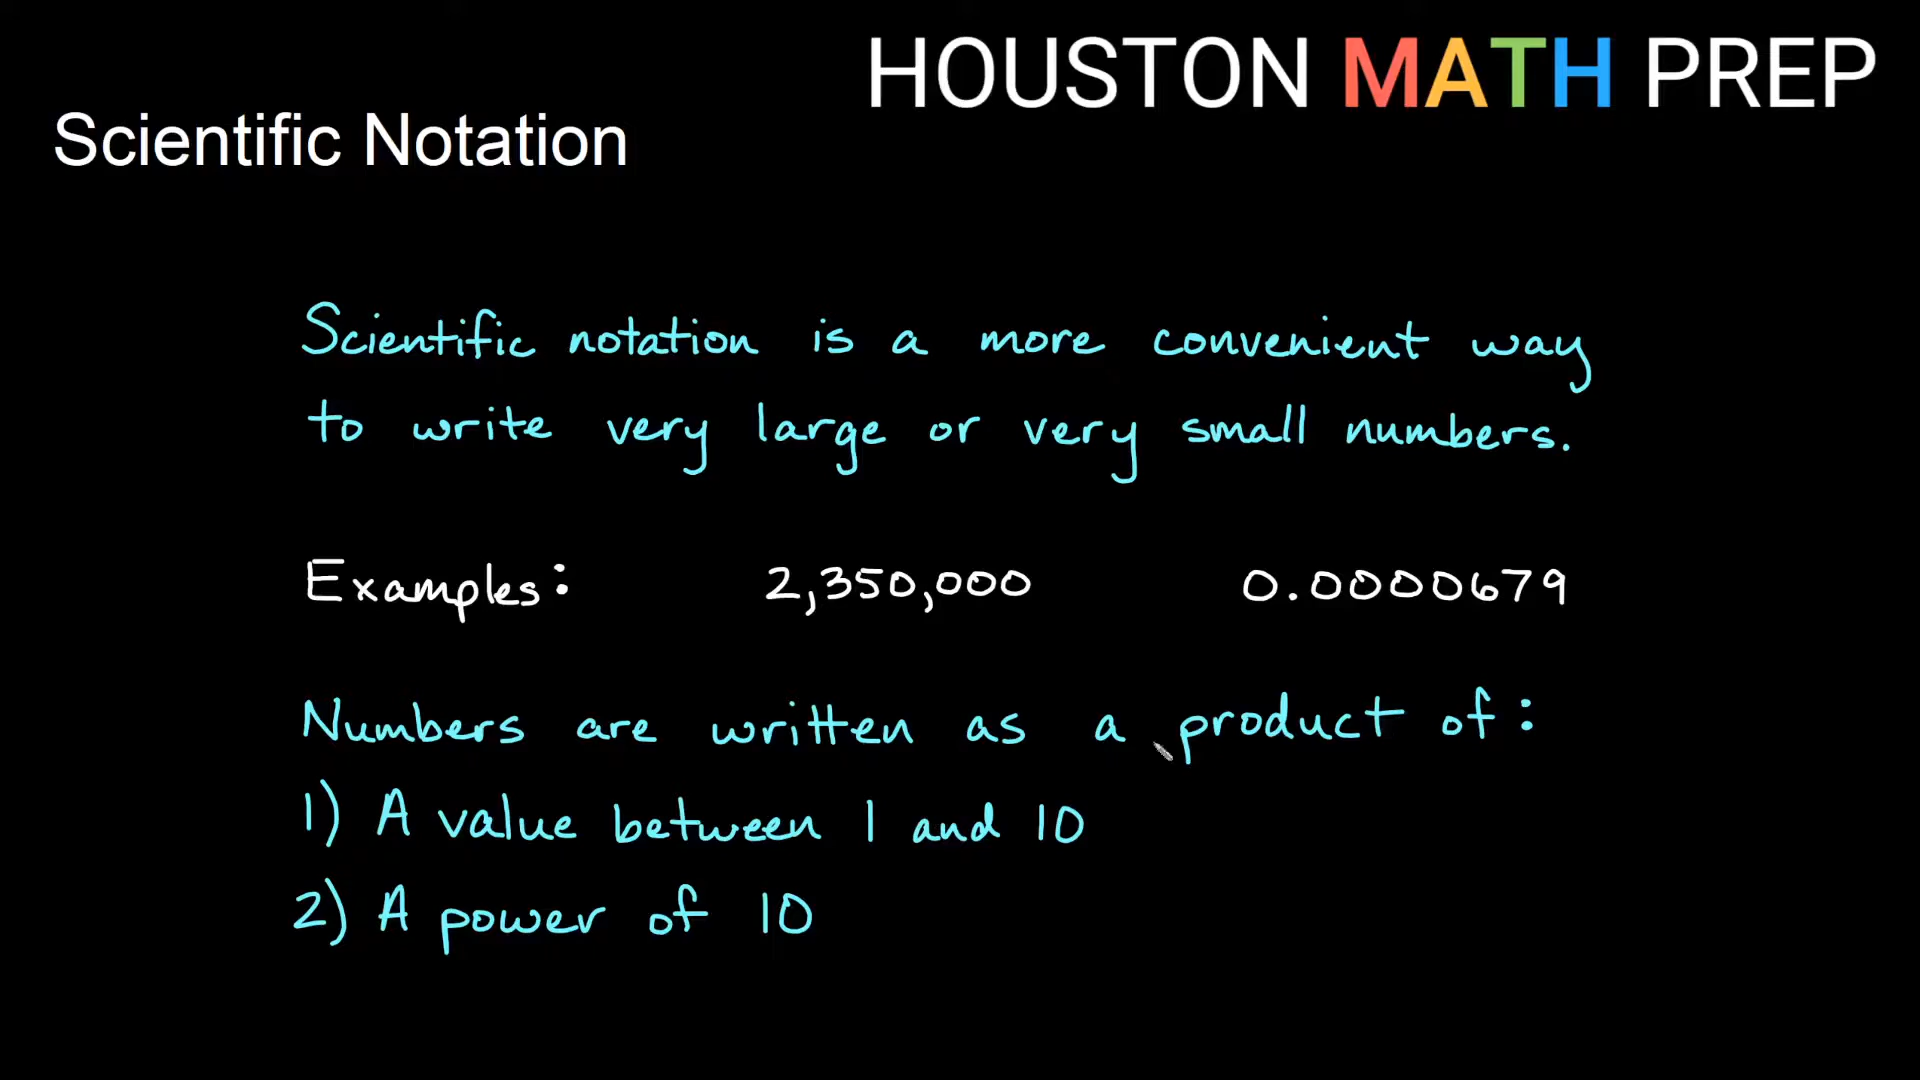 HOUSTON MATH PREP
Scientific Notation
Scientific notation is a more convenient way
to write very large or very small numbers.
Examples: 2,350,000 0.0000679
Numbers are written as a product of:
1) A value between 1 and 10
2) A power of 10